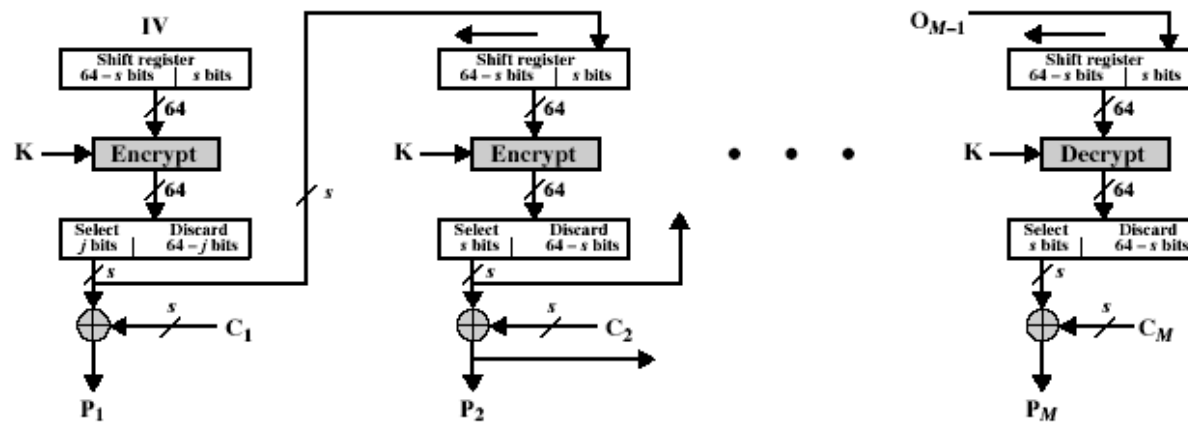 IV
Shift register
64 – s bits | s bits
64
K
Encrypt
64
Select Discard
j bits 64 – j bits
s
s
C1
P1
s
Shift register
64 – s bits | s bits
64
K
Encrypt
64
Select Discard
s bits 64 – s bits
s
s
C2
P2
• • •
OM–1
Shift register
64 – s bits | s bits
64
K
Decrypt
64
Select Discard
s bits 64 – s bits
s
s
CM
PM